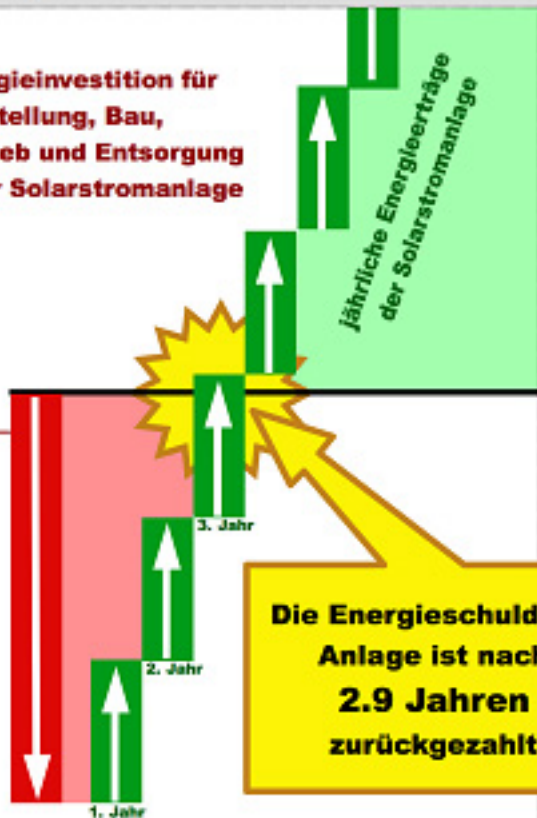 gieinvestition für
tellung, Bau,
eb und Entsorgung
r Solarstromanlage
jährliche Energieerträge
der Solarstromanlage
3. Jahr
2. Jahr
1. Jahr
Die Energieschuld
Anlage ist nach
2.9 Jahren
zurückgezahlt